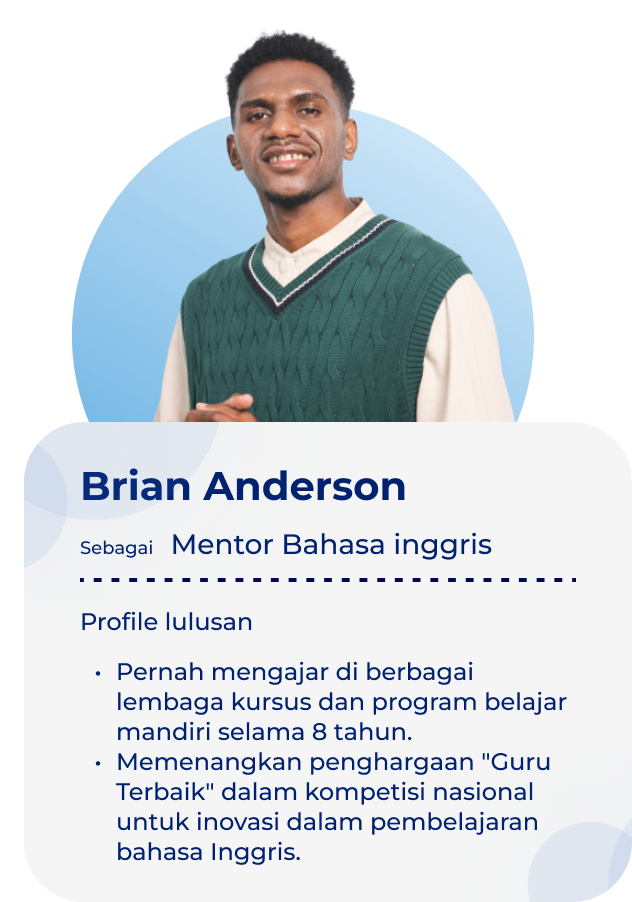 Brian Anderson
Sebagai Mentor Bahasa inggris
Profile lulusan
• Pernah mengajar di berbagai
lembaga kursus dan program belajar
mandiri selama 8 tahun.
• Memenangkan penghargaan "Guru
Terbaik" dalam kompetisi nasional
untuk inovasi dalam pembelajaran
bahasa Inggris.